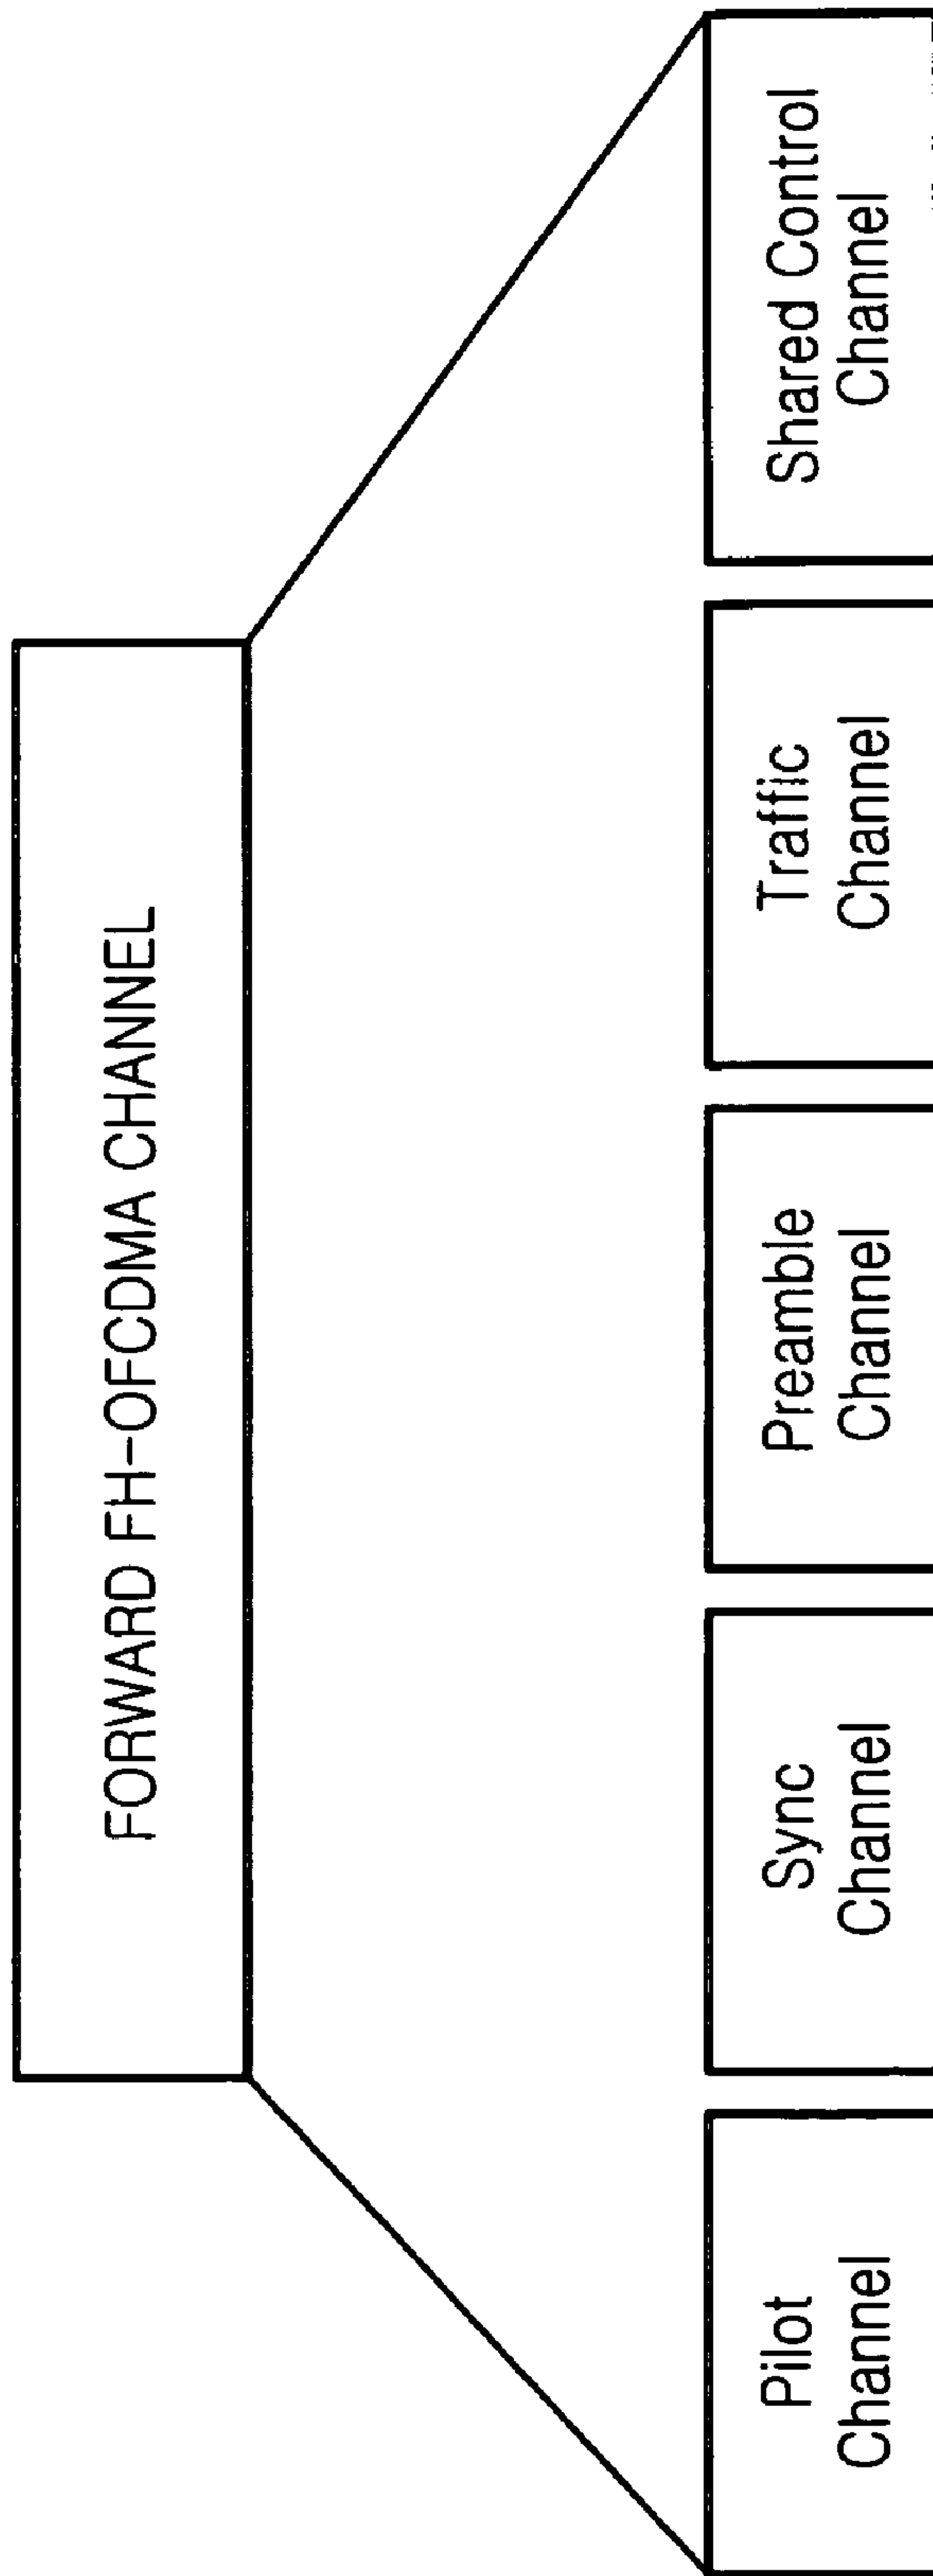 FORWARD FH-OFCDMA CHANNEL
Pilot
Channel
Sync
Channel
Preamble
Channel
Traffic
Channel
Shared Control
Channel